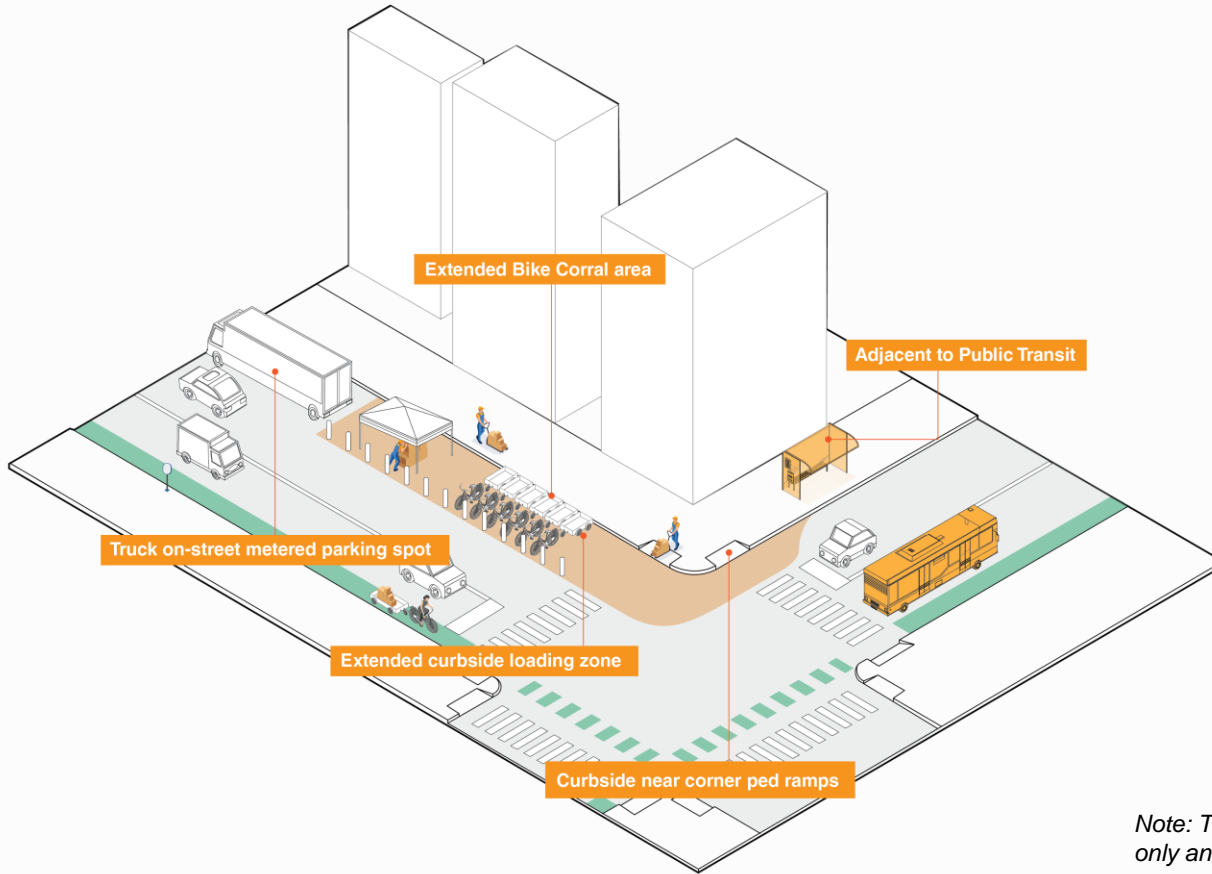 Extended Bike Corral area
Adjacent to Public Transit
Truck on-street metered parking spot
Extended curbside loading zone
Curbside near corner ped ramps
Note: T
only an